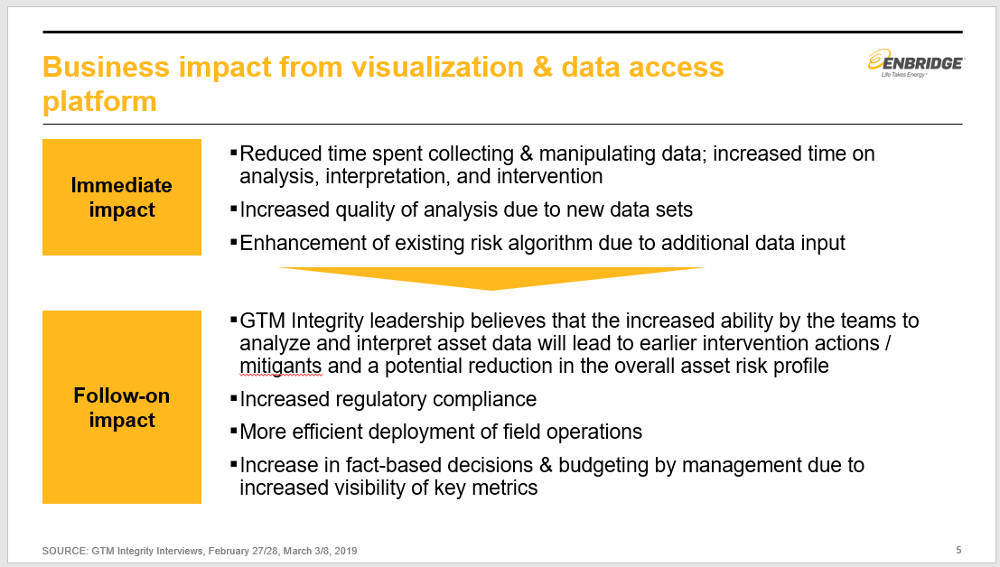 Business impact from visualization & data access
platform
ENBRIDGE
Life Takes Energy™
Immediate
impact
▪Reduced time spent collecting & manipulating data; increased time on
analysis, interpretation, and intervention
▪Increased quality of analysis due to new data sets
▪Enhancement of existing risk algorithm due to additional data input
Follow-on
impact
▪GTM Integrity leadership believes that the increased ability by the teams to
analyze and interpret asset data will lead to earlier intervention actions /
mitigants and a potential reduction in the overall asset risk profile
▪Increased regulatory compliance
▪More efficient deployment of field operations
▪Increase in fact-based decisions & budgeting by management due to
increased visibility of key metrics
SOURCE: GTM Integrity Interviews, February 27/28, March 3/8, 2019
5